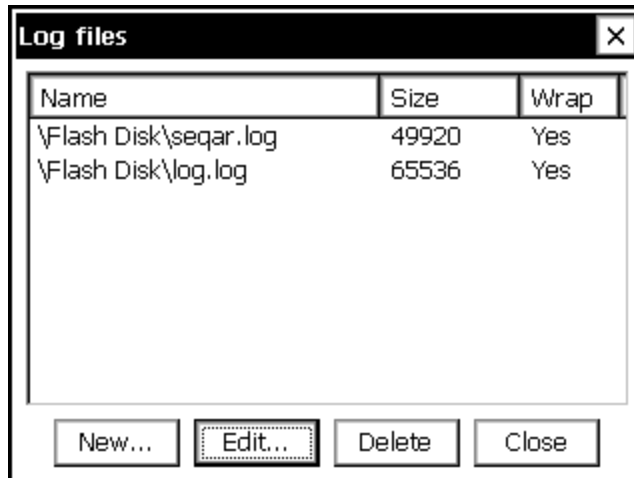 Log files
Name Size Wrap
\Flash Disk\seqar.log 49920 Yes
\Flash Disk\log.log 65536 Yes
New... Edit... Delete Close